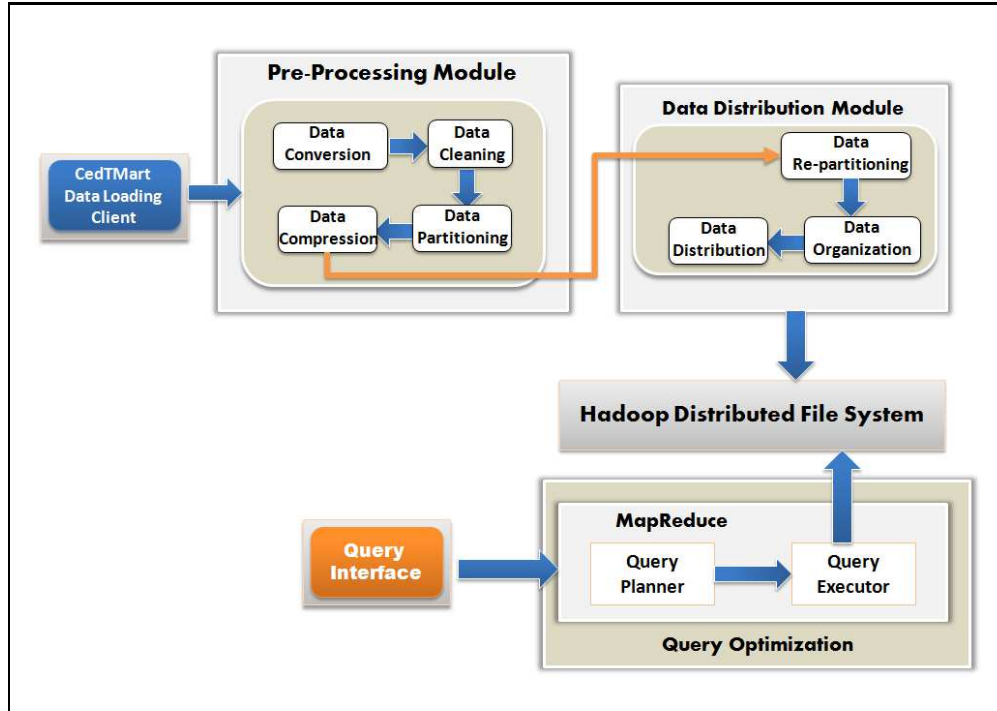 Pre-Processing Module
Data
Conversion
Data
Cleaning
Data
Compression
Data
Partitioning
CedTMart
Data Loading
Client
Data Distribution Module
Data
Re-partitioning
Data
Distribution
Data
Organization
Hadoop Distributed File System
MapReduce
Query
Interface
Query
Planner
Query
Executor
Query Optimization